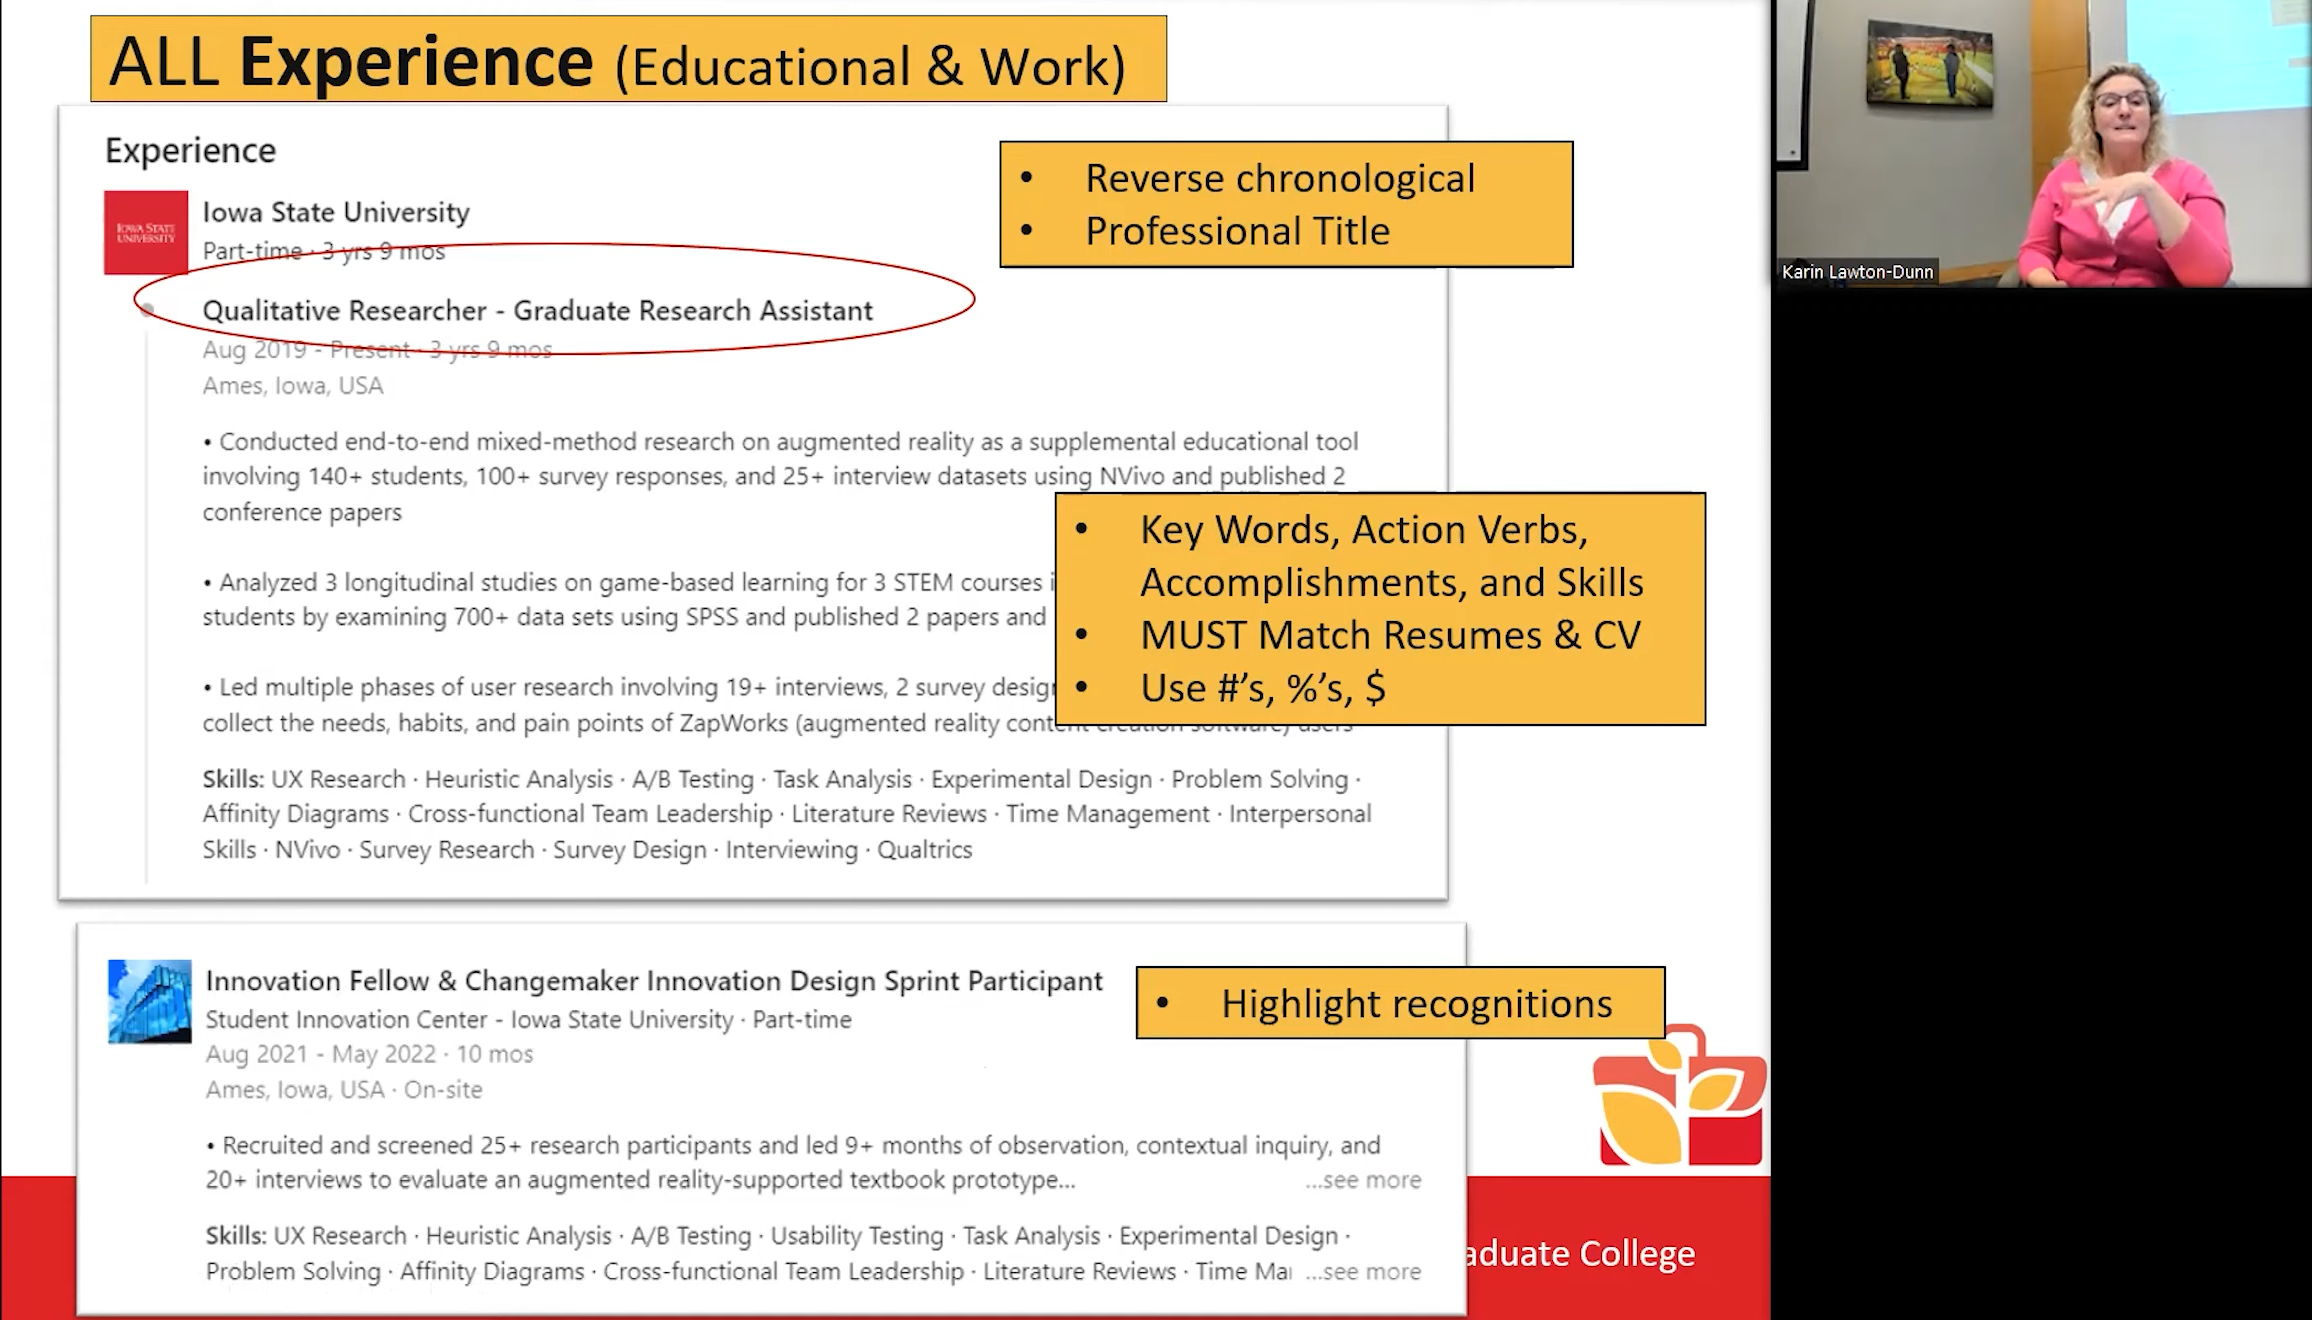 ALL Experience (Educational & Work)
Experience
IOWA STATE
UNIVERSITY
Iowa State University
Part-time · 3 yrs 9 mos
Qualitative Researcher - Graduate Research Assistant
Aug 2019 - Present · 3 yrs 9 mos
Ames, Iowa, USA
• Reverse chronological
• Professional Title
• Conducted end-to-end mixed-method research on augmented reality as a supplemental educational tool
involving 140+ students, 100+ survey responses, and 25+ interview datasets using NVivo and published 2
conference papers
• Analyzed 3 longitudinal studies on game-based learning for 3 STEM courses
students by examining 700+ data sets using SPSS and published 2 papers and
• Led multiple phases of user research involving 19+ interviews, 2 survey
collect the needs, habits, and pain points of ZapWorks (augmented reality content creation software) users
• Key Words, Action Verbs,
Accomplishments, and Skills
• MUST Match Resumes & CV
• Use #'s, %'s, $
Skills: UX Research · Heuristic Analysis · A/B Testing · Task Analysis · Experimental Design · Problem Solving ·
Affinity Diagrams · Cross-functional Team Leadership · Literature Reviews · Time Management · Interpersonal
Skills · NVivo · Survey Research · Survey Design · Interviewing · Qualtrics
Innovation Fellow & Changemaker Innovation Design Sprint Participant
Student Innovation Center - Iowa State University · Part-time
Aug 2021 - May 2022 · 10 mos
Ames, Iowa, USA · On-site
• Highlight recognitions
• Recruited and screened 25+ research participants and led 9+ months of observation, contextual inquiry, and
20+ interviews to evaluate an augmented reality-supported textbook prototype... ...see more
Skills: UX Research · Heuristic Analysis · A/B Testing · Usability Testing · Task Analysis · Experimental Design ·
Problem Solving · Affinity Diagrams · Cross-functional Team Leadership · Literature Reviews · Time ...see more
aduate College
Karin Lawton-Dunn